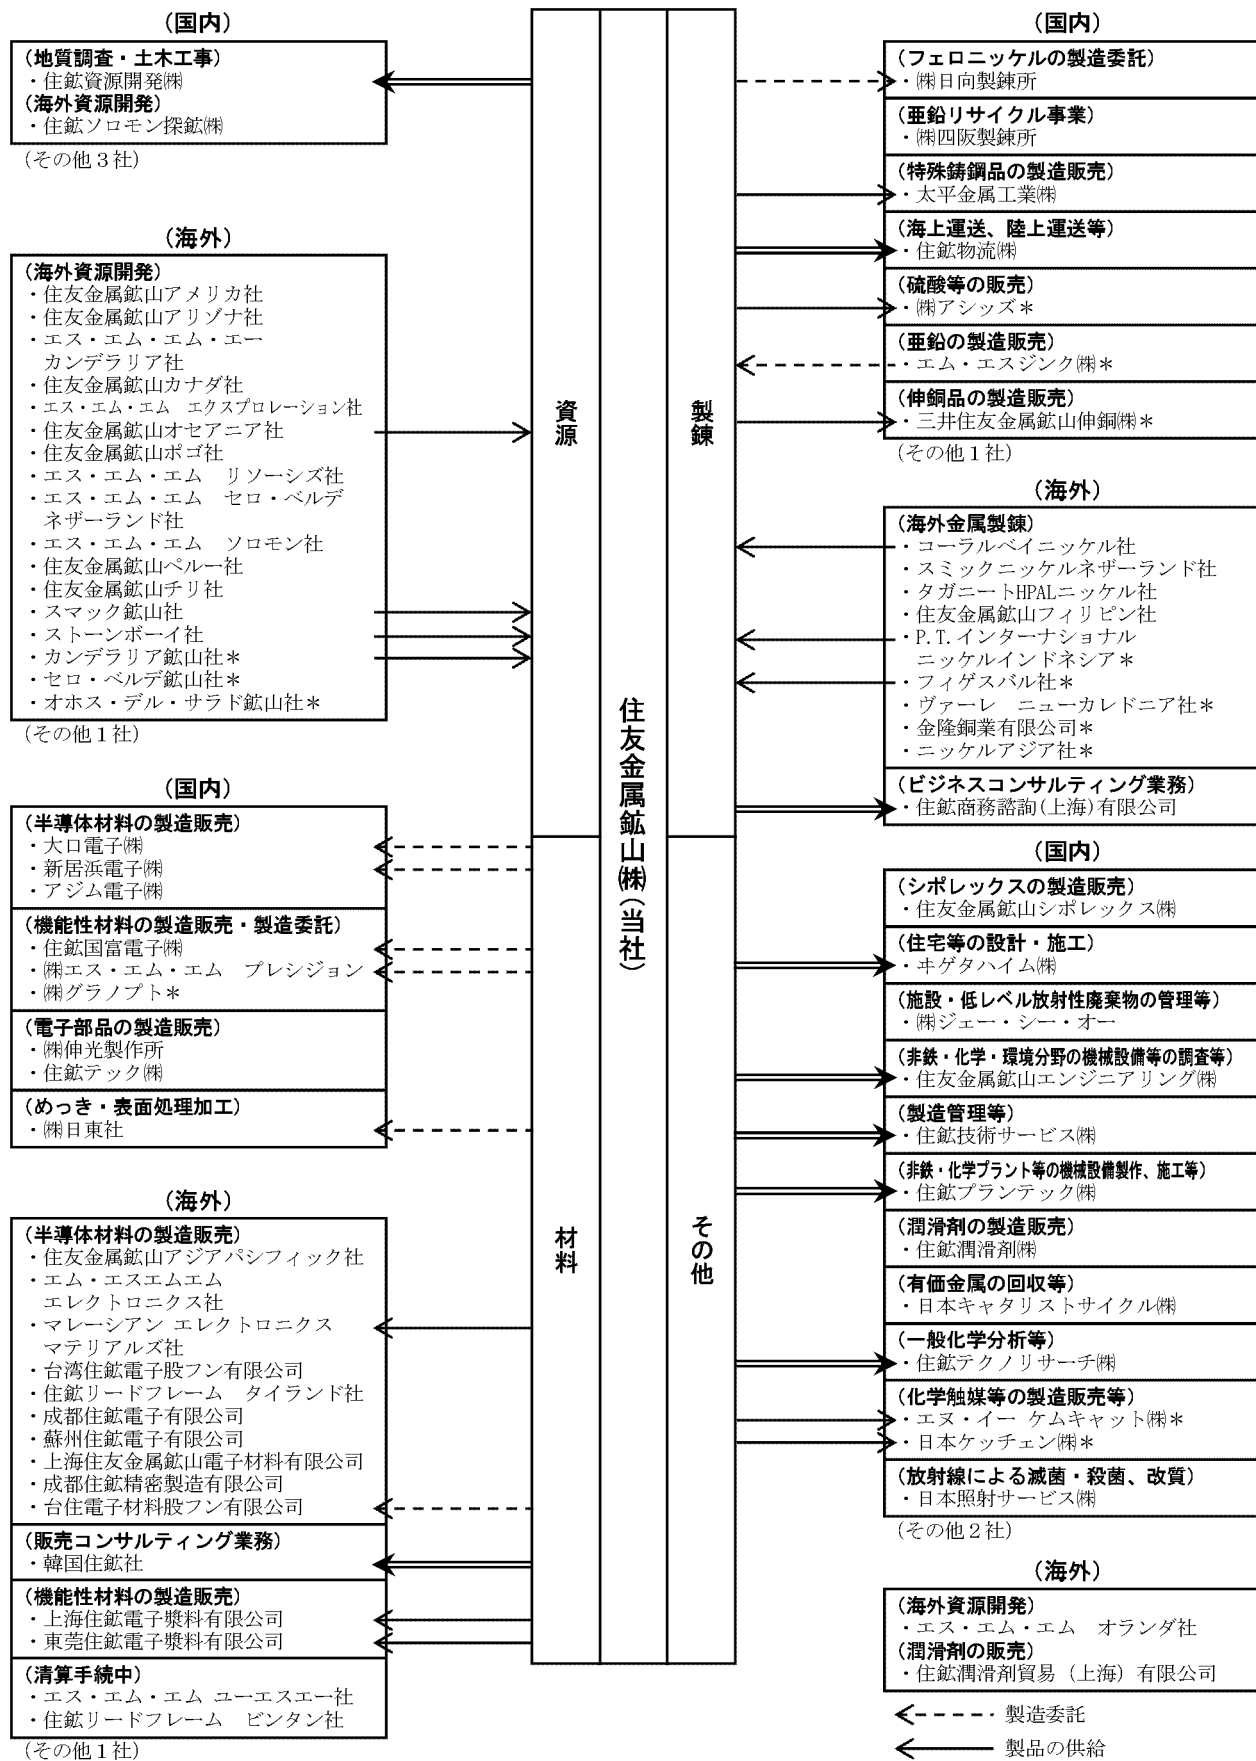 (国内)
(地質調査・土木工事)
・住鉱資源開発㈱
(海外資源開発)
・住鉱ソロモン探鉱㈱
(その他３社)
(海外)
(海外資源開発)
・住友金属鉱山アメリカ社
・住友金属鉱山アリゾナ社
・エス・エム・エム・エー
カンデラリア社
・住友金属鉱山カナダ社
・エス・エム・エム　エクスプロレーション社
・住友金属鉱山オセアニア社
・住友金属鉱山ポゴ社
・エス・エム・エム　リソーシズ社
・エス・エム・エム　セロ・ベルデ
ネザーランド社
・エス・エム・エム　ソロモン社
・住友金属鉱山ペルー社
・住友金属鉱山チリ社
・スマック鉱山社
・ストーンボーイ社
・カンデラリア鉱山社＊
・セロ・ベルデ鉱山社＊
・オホス・デル・サラド鉱山社＊
(その他１社)
(国内)
(半導体材料の製造販売)
・大口電子㈱
・新居浜電子㈱
・アジム電子㈱
(機能性材料の製造販売・製造委託)
・住鉱国富電子㈱
・㈱エス・エム・エム　プレシジョン
・㈱グラノプト＊
(電子部品の製造販売)
・㈱伸光製作所
・住鉱テック㈱
(めっき・表面処理加工)
・㈱日東社
(海外)
(半導体材料の製造販売)
・住友金属鉱山アジアパシフィック社
・エム・エスエムエム
エレクトロニクス社
・マレーシアン エレクトロニクス
マテリアルズ社
・台湾住鉱電子股フン有限公司
・住鉱リードフレーム　タイランド社
・成都住鉱電子有限公司
・蘇州住鉱電子有限公司
・上海住友金属鉱山電子材料有限公司
・成都住鉱精密製造有限公司
・台住電子材料股フン有限公司
(販売コンサルティング業務)
・韓国住鉱社
(機能性材料の製造販売)
・上海住鉱電子漿料有限公司
・東莞住鉱電子漿料有限公司
(清算手続中)
・エス・エム・エム ユーエスエー社
・住鉱リードフレーム　ビンタン社
(その他１社)
資源
材料
住友金属鉱山㈱(当社)
製錬
その他
(国内)
(フェロニッケルの製造委託)
・㈱日向製錬所
(亜鉛リサイクル事業)
・㈱四阪製錬所
(特殊鋳鋼品の製造販売)
・太平金属工業㈱
(海上運送、陸上運送等)
・住鉱物流㈱
(硫酸等の販売)
・㈱アシッズ＊
(亜鉛の製造販売)
・エム・エスジンク㈱＊
(伸銅品の製造販売)
・三井住友金属鉱山伸銅㈱＊
(その他１社)
(海外)
(海外金属製錬)
・コーラルベイニッケル社
・スミックニッケルネザーランド社
・タガニートHPALニッケル社
・住友金属鉱山フィリピン社
・P.T.インターナショナル
ニッケルインドネシア＊
・フィゲスバル社＊
・ヴァーレ　ニューカレドニア社＊
・金隆銅業有限公司＊
・ニッケルアジア社＊
(ビジネスコンサルティング業務)
・住鉱商務諮詢(上海)有限公司
(国内)
(シポレックスの製造販売)
・住友金属鉱山シポレックス㈱
(住宅等の設計・施工)
・ヰゲタハイム㈱
(施設・低レベル放射性廃棄物の管理等)
・㈱ジェー・シー・オー
(非鉄・化学・環境分野の機械設備等の調査等)
・住友金属鉱山エンジニアリング㈱
(製造管理等)
・住鉱技術サービス㈱
(非鉄・化学プラント等の機械設備製作、施工等)
・住鉱プランテック㈱
(潤滑剤の製造販売)
・住鉱潤滑剤㈱
(有価金属の回収等)
・日本キャタリストサイクル㈱
(一般化学分析等)
・住鉱テクノリサーチ㈱
(化学触媒等の製造販売等)
・エヌ・イー ケムキャット㈱＊
・日本ケッチェン㈱＊
(放射線による滅菌・殺菌、改質)
・日本照射サービス㈱
(その他２社)
(海外)
(海外資源開発)
・エス・エム・エム　オランダ社
(潤滑剤の販売)
・住鉱潤滑剤貿易（上海）有限公司
製造委託
製品の供給